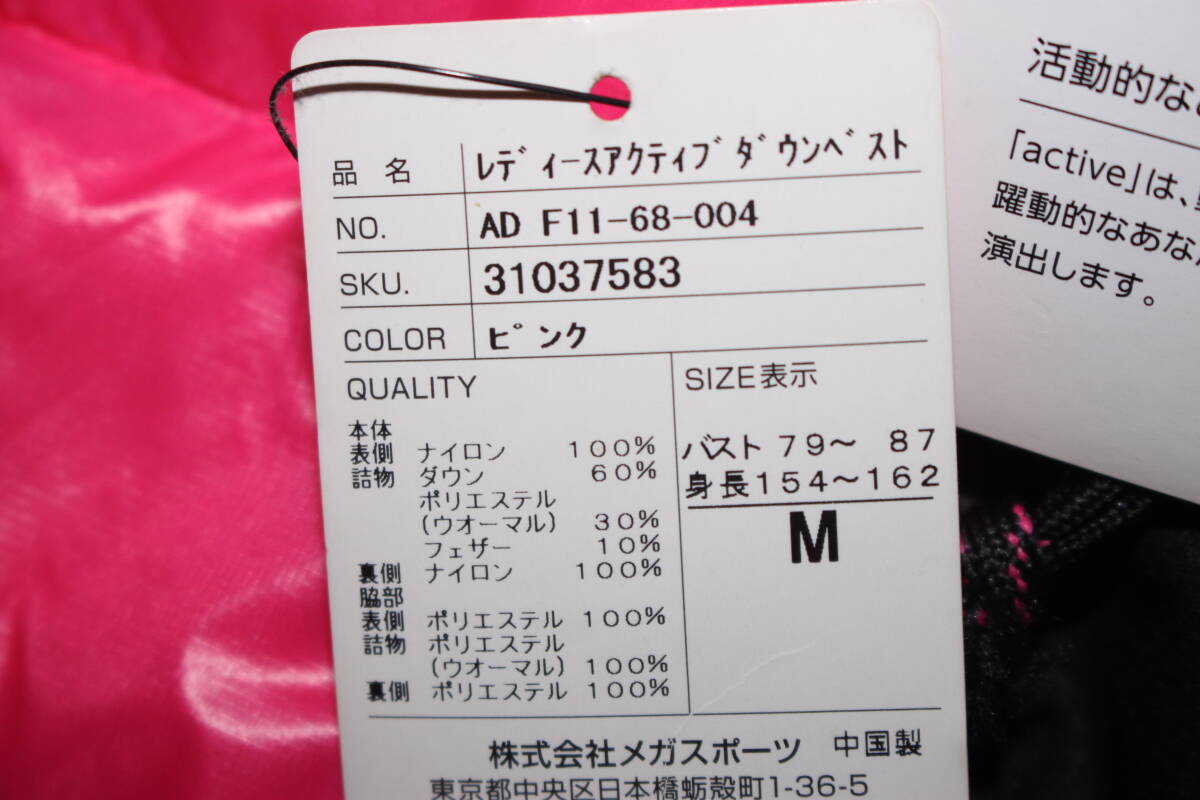 品名 レディースアクティブダウンベスト
NO. AD F11-68-004
SKU. 31037583
COLOR ピンク
QUALITY
本体
表側 ナイロン 100%
詰物 ダウン 60%
ポリエステル
(ウオーマル) 30%
フェザー 10%
裏側 ナイロン 100%
脇部
表側 ポリエステル 100%
詰物 ポリエステル
(ウオーマル) 100%
裏側 ポリエステル 100%
SIZE表示
バスト 79～ 87
身長154～162
M
株式会社メガスポーツ 中国製
東京都中央区日本橋蛎殻町1-36-5
活動的な
「active」は、
躍動的なあな
演出します。